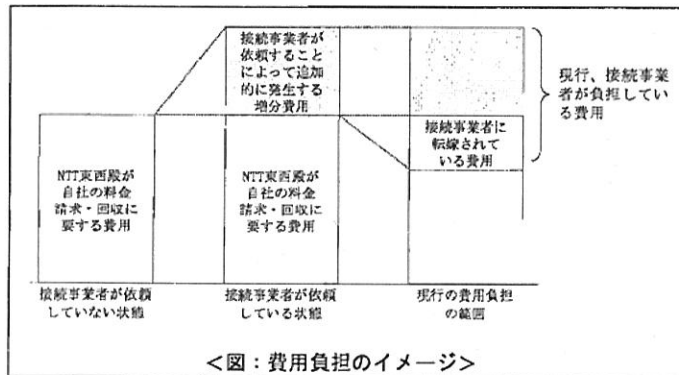 接続事業者が
依頼すること
によって追加
的に発生する
増分費用
現行、接続事業
者が負担してい
る費用
接続事業者に
転嫁されて
いる費用
NTT東西殿が
自社の料金
請求・回収に
要する費用
NTT東西殿が
自社の料金
請求・回収に
要する費用
接続事業者が依頼
していない状態
接続事業者が依頼
している状態
現行の費用負担
の範囲
＜図：費用負担のイメージ＞